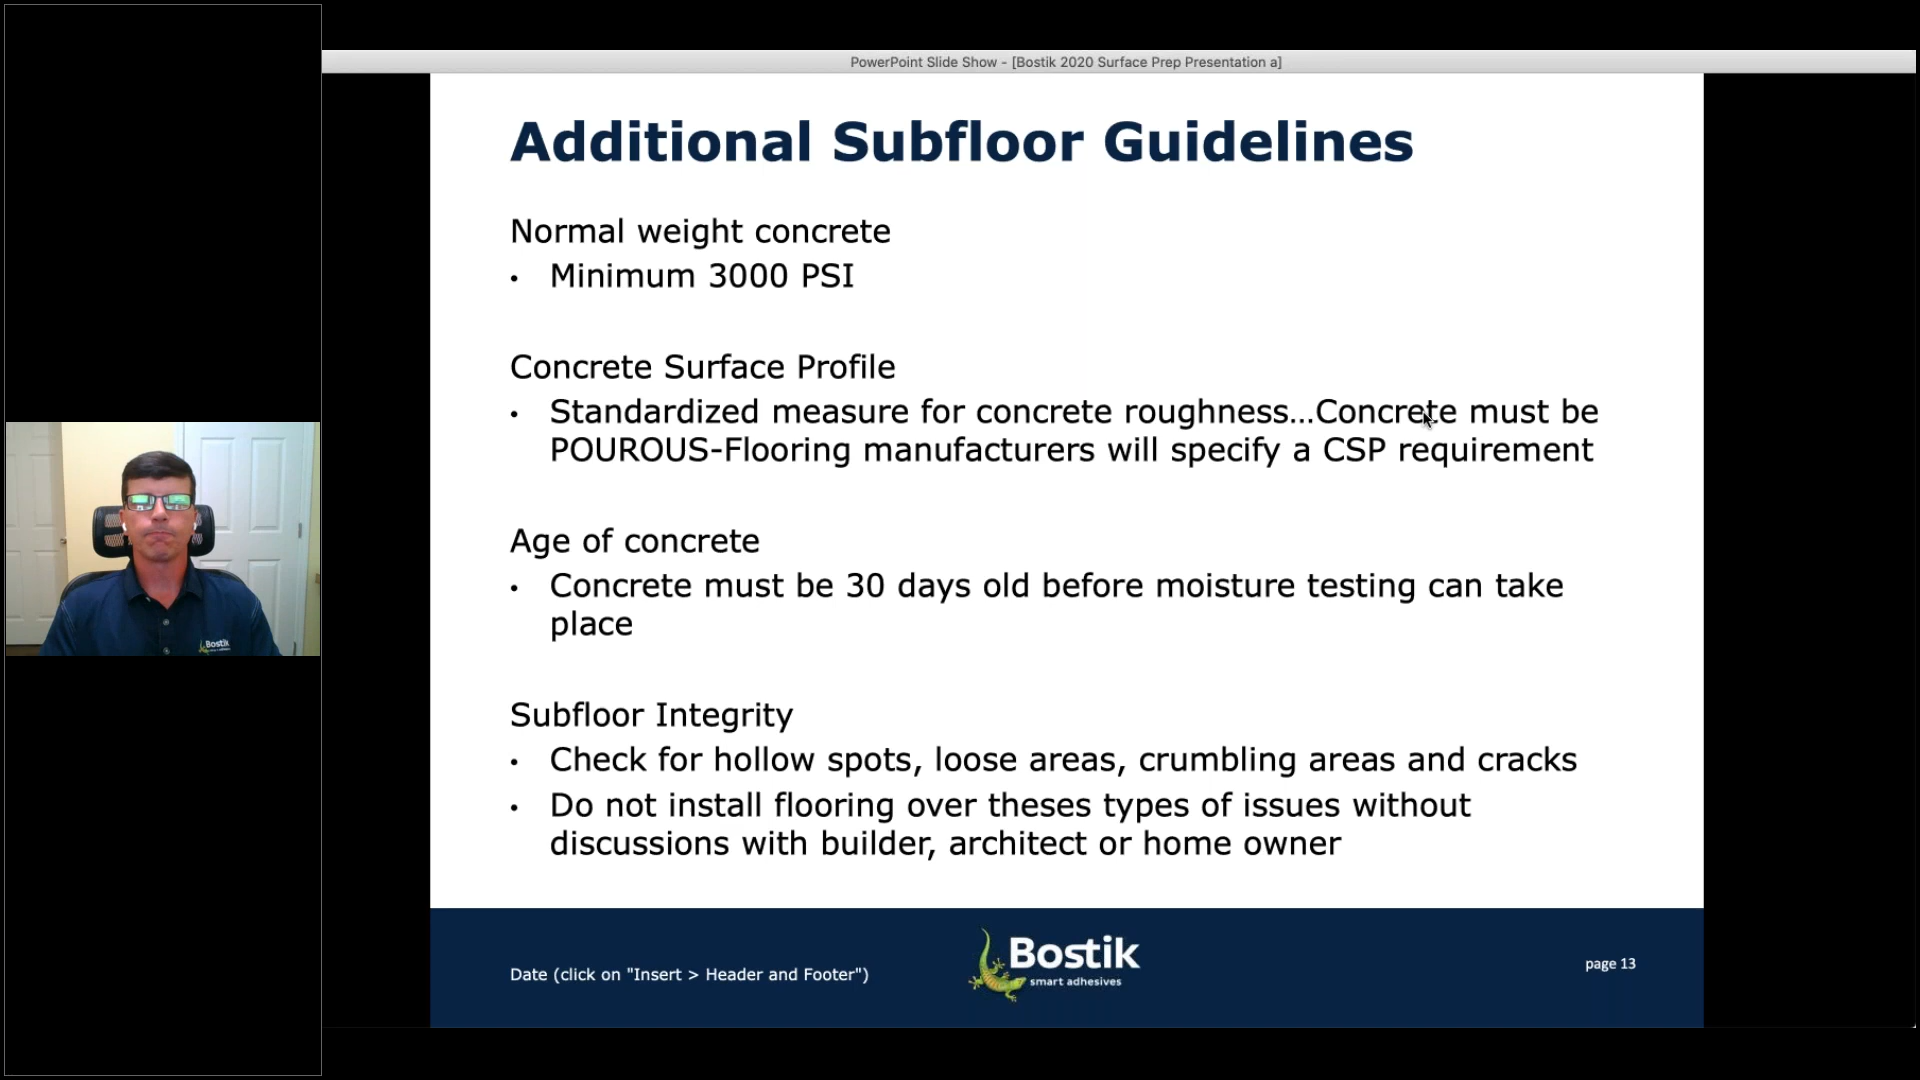 PowerPoint Slide Show - [Bostik 2020 Surface Prep Presentation a]
Additional Subfloor Guidelines
Normal weight concrete
• Minimum 3000 PSI
Concrete Surface Profile
• Standardized measure for concrete roughness...Concrete must be
POUROUS-Flooring manufacturers will specify a CSP requirement
Age of concrete
• Concrete must be 30 days old before moisture testing can take
place
Subfloor Integrity
• Check for hollow spots, loose areas, crumbling areas and cracks
• Do not install flooring over theses types of issues without
discussions with builder, architect or home owner
Date (click on "Insert > Header and Footer")
Bostik
smart adhesives
page 13
Bostik